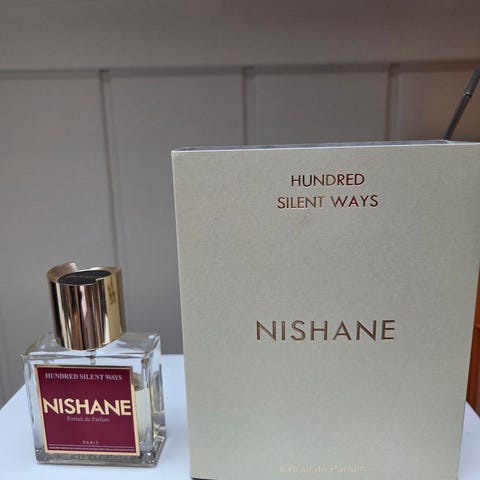 HUNDRED
SILENT WAYS
NISHANE
Extrait de Parfum
HUNDRED SILENT WAYS
NISHANE
Extrait de Parfum
PARIS